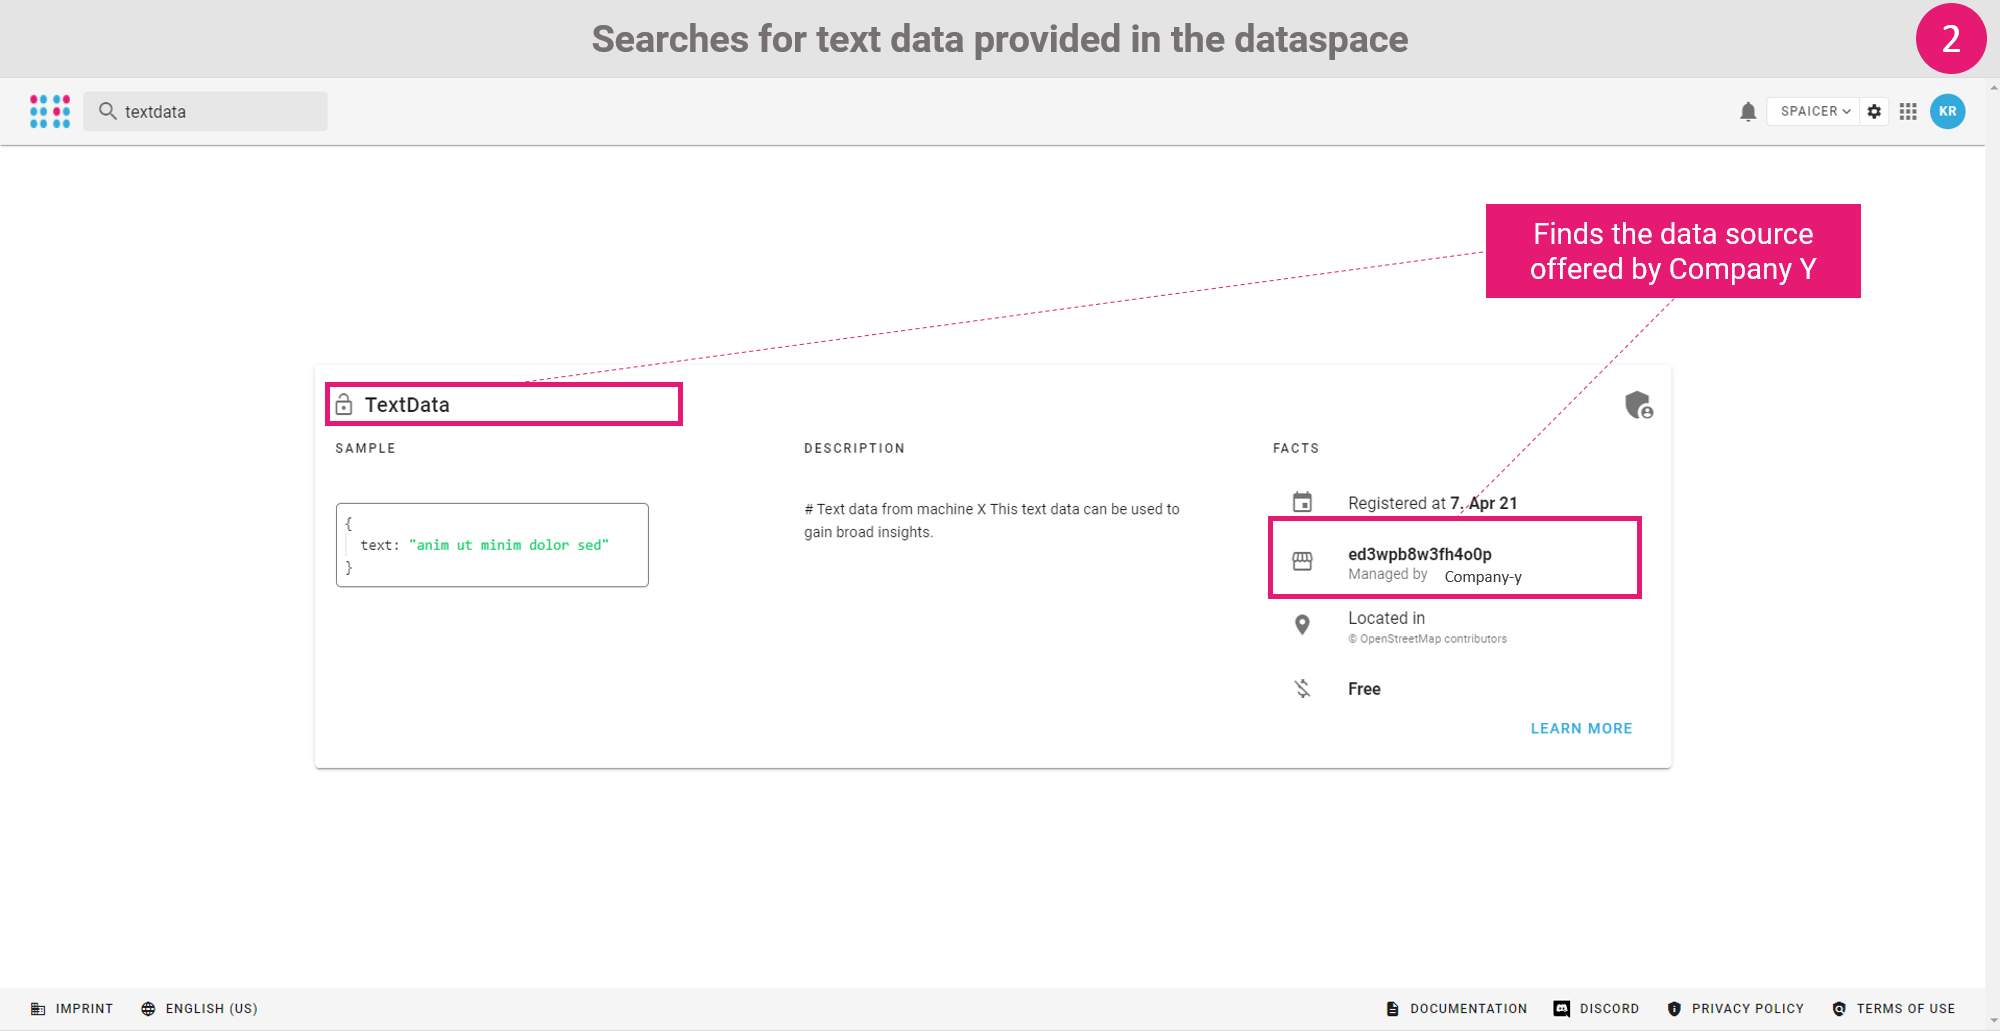 Searches for text data provided in the dataspace
2
textdata
SPAICER
KR
Finds the data source
offered by Company Y
TextData
SAMPLE
DESCRIPTION
FACTS
{
text: "anim ut minim dolor sed"
}
# Text data from machine X This text data can be used to
gain broad insights.
Registered at 7. Apr 21
ed3wpb8w3fh4o0p
Managed by Company-y
Located in
© OpenStreetMap contributors
Free
LEARN MORE
IMPRINT
ENGLISH (US)
DOCUMENTATION
DISCORD
PRIVACY POLICY
TERMS OF USE